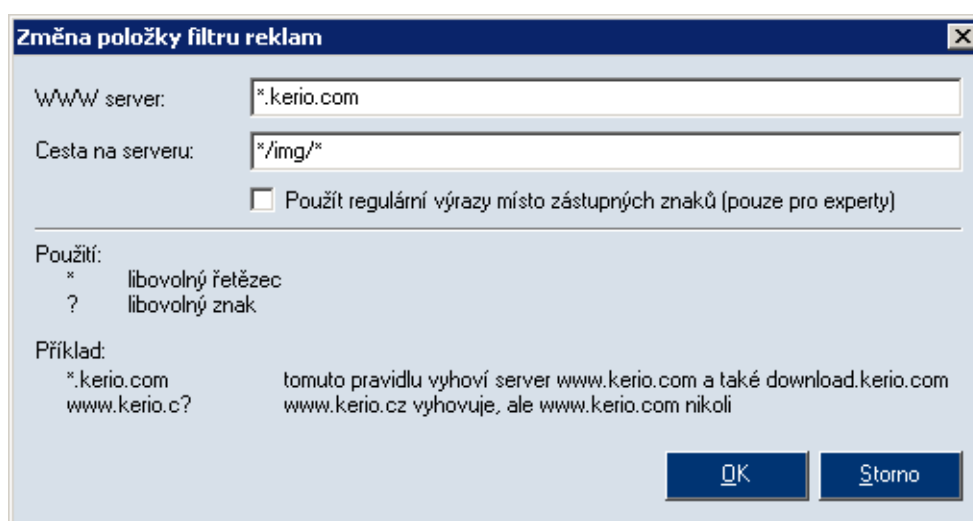 Změna položky filtru reklam
WWW server: *.kerio.com
Cesta na serveru: */img/*
Použít regulární výrazy místo zástupných znaků (pouze pro experty)
Použití:
* libovolný řetězec
? libovolný znak
Příklad:
*.kerio.com tomuto pravidlu vyhoví server www.kerio.com a také download.kerio.com
www.kerio.c? www.kerio.cz vyhovuje, ale www.kerio.com nikoli
OK Storno